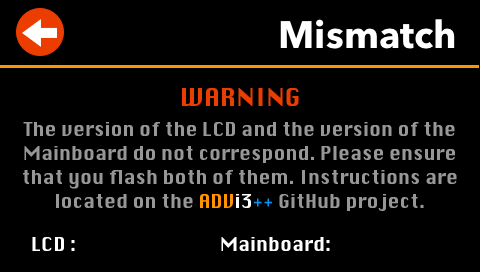 Mismatch
WARNING
The version of the LCD and the version of the
Mainboard do not correspond. Please ensure
that you flash both of them. Instructions are
located on the ADVi3++ GitHub project.
LCD: Mainboard: